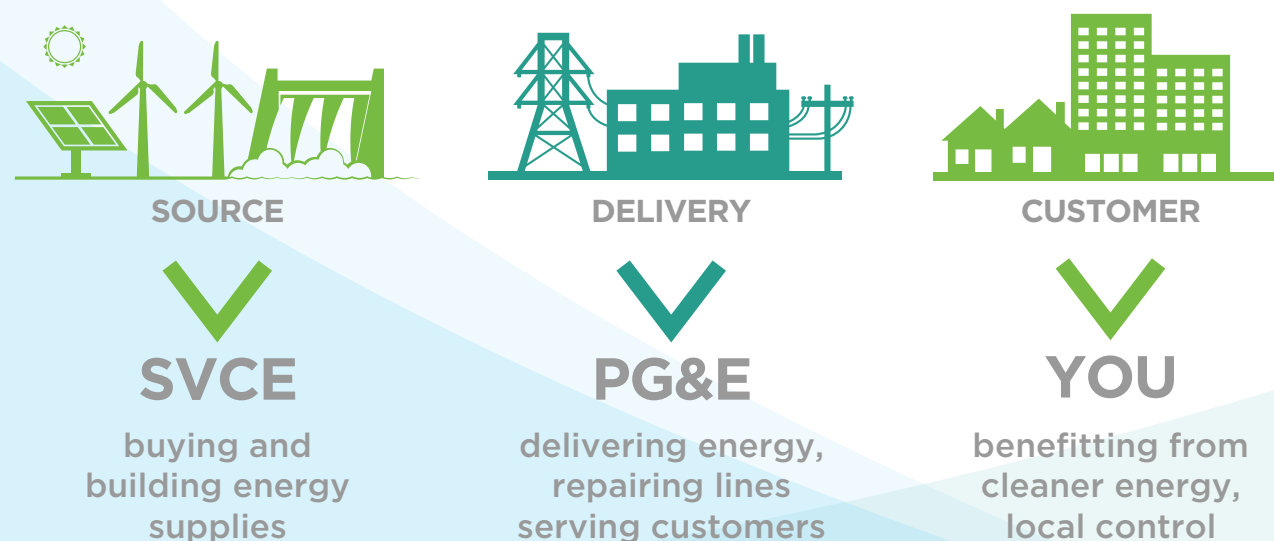 SOURCE
SVCE
buying and
building energy
supplies
DELIVERY
PG&E
delivering energy,
repairing lines
serving customers
CUSTOMER
YOU
benefitting from
cleaner energy,
local control